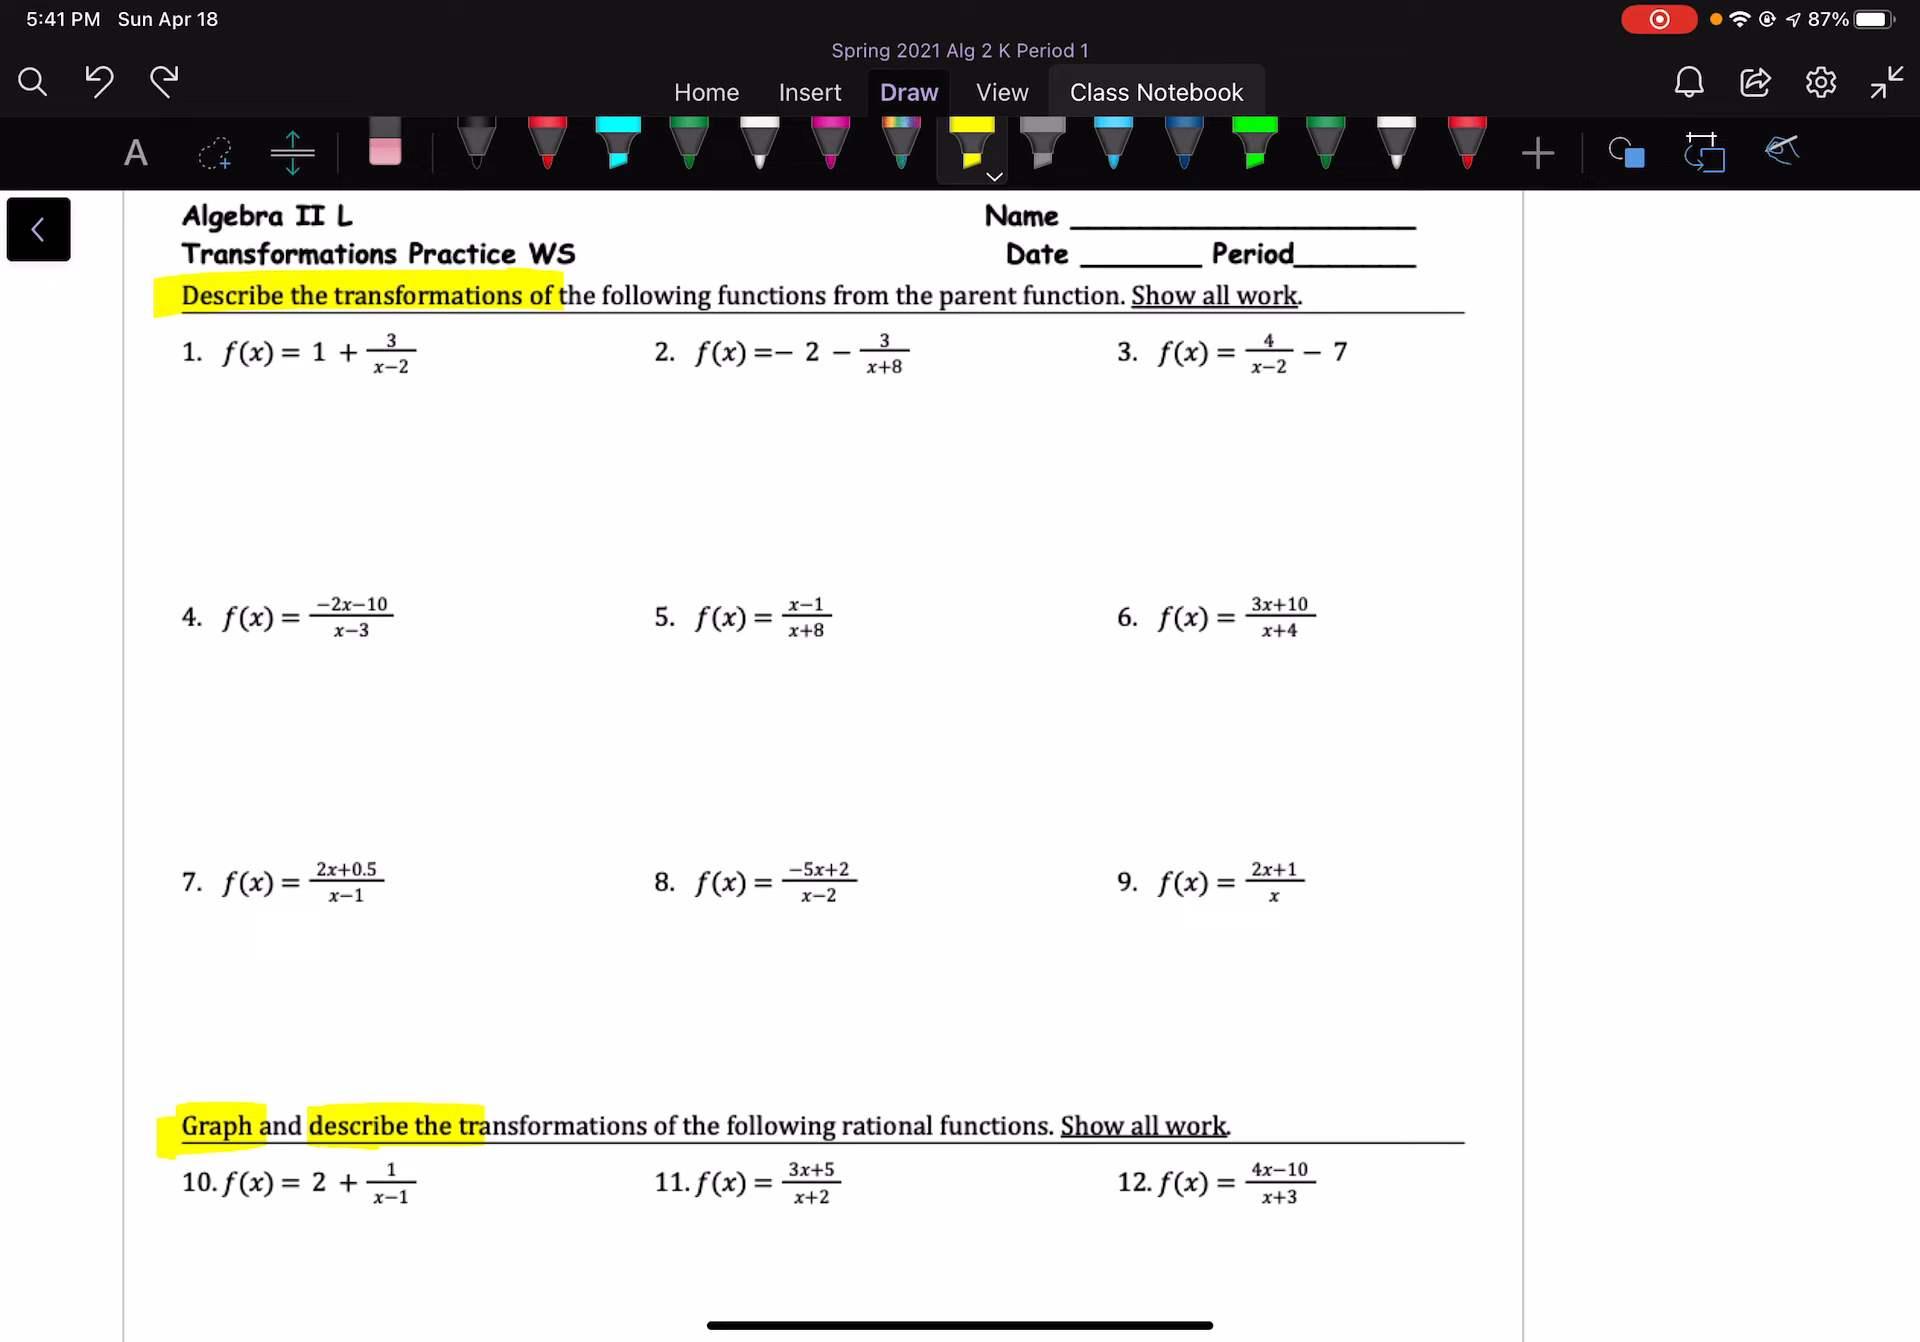 5:41 PM Sun Apr 18
87%
Spring 2021 Alg 2 K Period 1
Home Insert Draw View Class Notebook
A
Algebra II L Name
Transformations Practice WS Date Period
Describe the transformations of the following functions from the parent function. Show all work.
1. f(x) = 1 + 3/(x−2) 2. f(x) =− 2 − 3/(x+8) 3. f(x) = 4/(x−2) − 7
4. f(x) = (−2x−10)/(x−3) 5. f(x) = (x−1)/(x+8) 6. f(x) = (3x+10)/(x+4)
7. f(x) = (2x+0.5)/(x−1) 8. f(x) = (−5x+2)/(x−2) 9. f(x) = (2x+1)/x
Graph and describe the transformations of the following rational functions. Show all work.
10. f(x) = 2 + 1/(x−1) 11. f(x) = (3x+5)/(x+2) 12. f(x) = (4x−10)/(x+3)